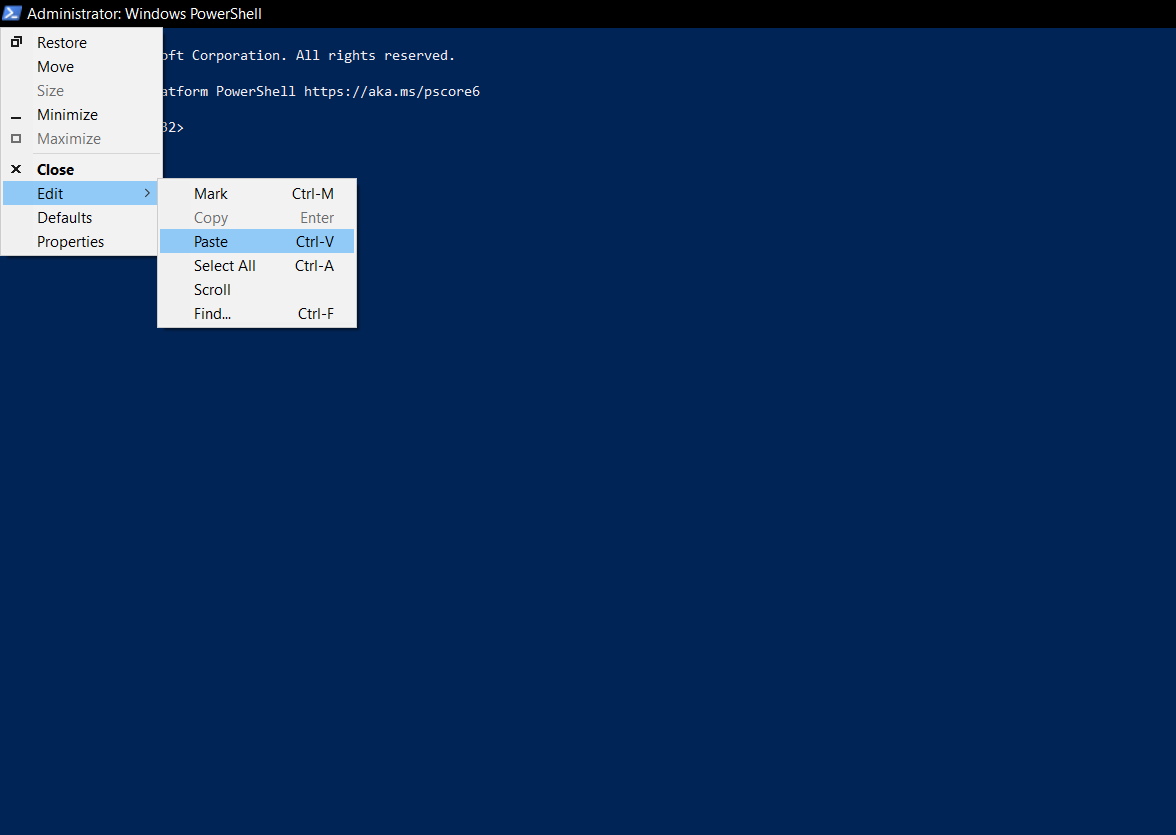 Administrator: Windows PowerShell
Restore
Move
Size
Minimize
Maximize
Close
Edit
Defaults
Properties
oft Corporation. All rights reserved.
atform PowerShell https://aka.ms/pscore6
32>
Mark Ctrl-M
Copy Enter
Paste Ctrl-V
Select All Ctrl-A
Scroll
Find... Ctrl-F